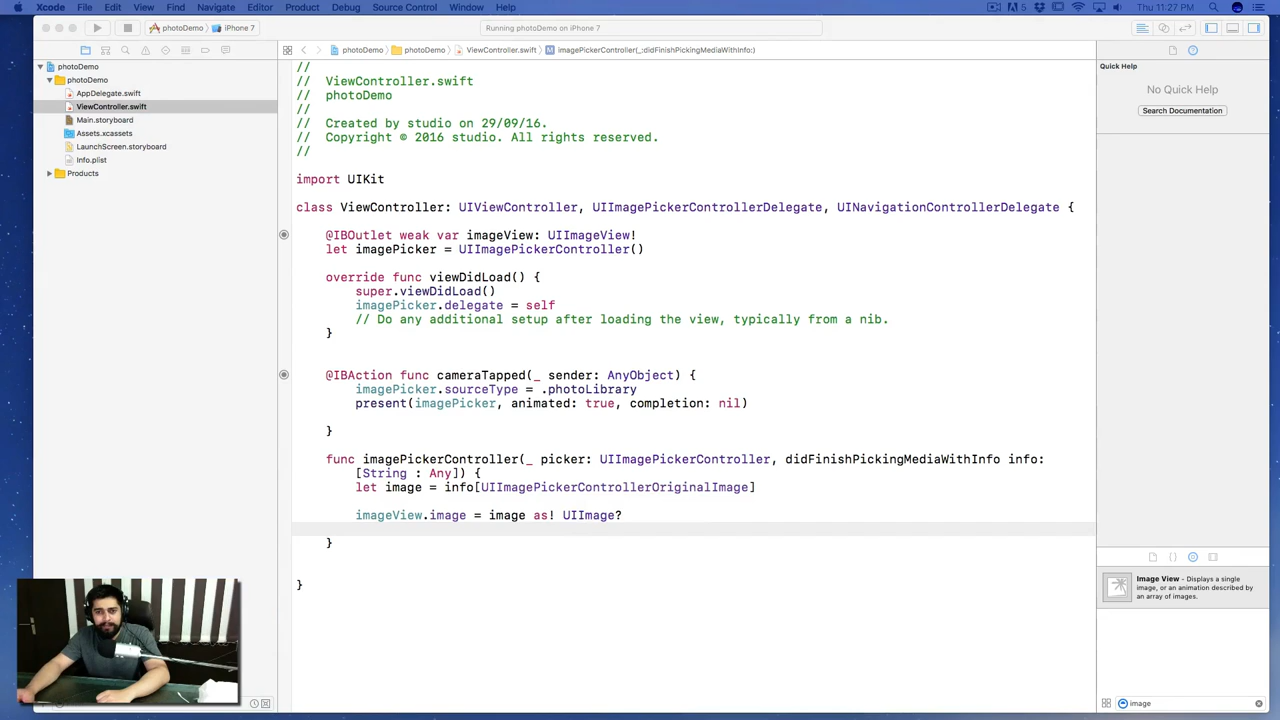 Xcode File Edit View Find Navigate Editor Product Debug Source Control Window Help
Thu 11:27 PM
photoDemo iPhone 7
Running photoDemo on iPhone 7
photoDemo photoDemo ViewController.swift M imagePickerController(_:didFinishPickingMediaWithInfo:)
photoDemo
photoDemo
AppDelegate.swift
ViewController.swift
Main.storyboard
Assets.xcassets
LaunchScreen.storyboard
Info.plist
Products
//
// ViewController.swift
// photoDemo
//
// Created by studio on 29/09/16.
// Copyright © 2016 studio. All rights reserved.
//
import UIKit
class ViewController: UIViewController, UIImagePickerControllerDelegate, UINavigationControllerDelegate {
@IBOutlet weak var imageView: UIImageView!
let imagePicker = UIImagePickerController()
override func viewDidLoad() {
super.viewDidLoad()
imagePicker.delegate = self
// Do any additional setup after loading the view, typically from a nib.
}
@IBAction func cameraTapped(_ sender: AnyObject) {
imagePicker.sourceType = .photoLibrary
present(imagePicker, animated: true, completion: nil)
}
func imagePickerController(_ picker: UIImagePickerController, didFinishPickingMediaWithInfo info:
[String : Any]) {
let image = info[UIImagePickerControllerOriginalImage]
imageView.image = image as! UIImage?
}
}
Quick Help
No Quick Help
Search Documentation
Image View - Displays a single
image, or an animation described by
an array of images.
image